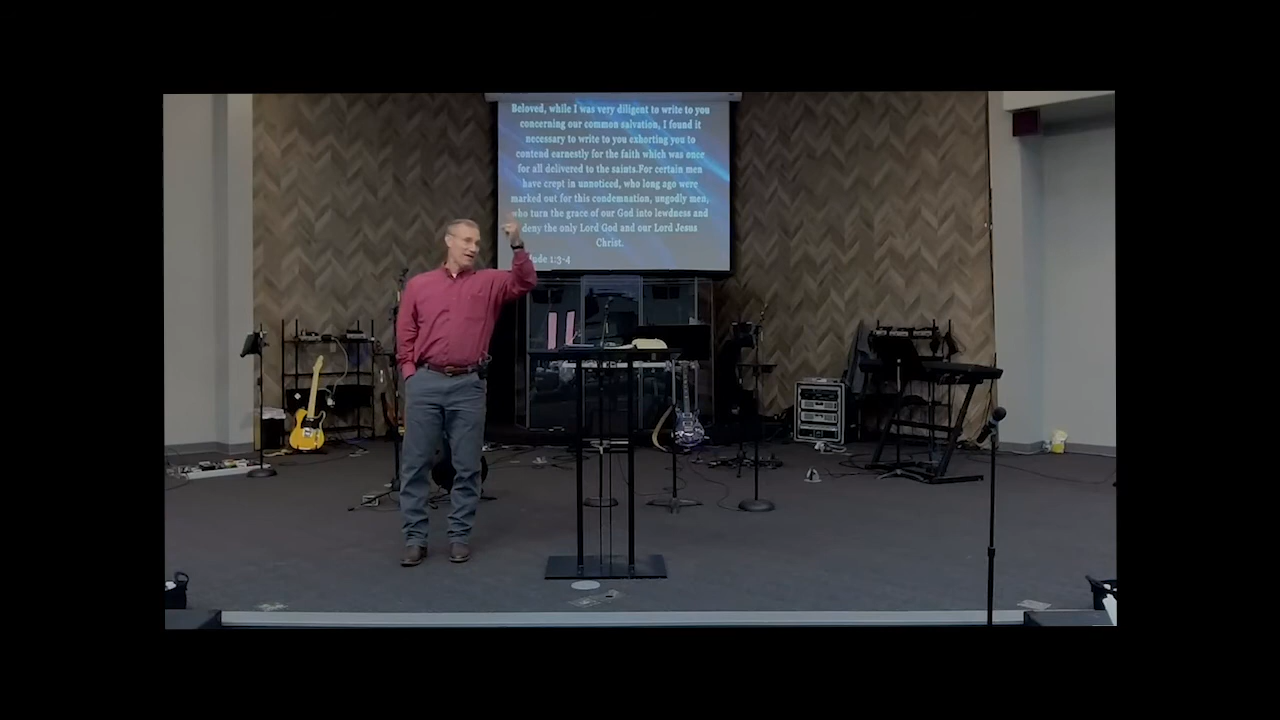 Beloved, while I was very diligent to write to you
concerning our common salvation, I found it
necessary to write to you exhorting you to
contend earnestly for the faith which was once
for all delivered to the saints.For certain men
have crept in unnoticed, who long ago were
marked out for this condemnation, ungodly men,
who turn the grace of our God into lewdness and
deny the only Lord God and our Lord Jesus
Christ.
Jude 1:3-4